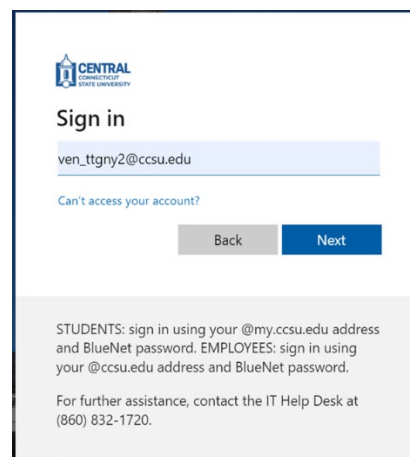 CENTRAL
CONNECTICUT
STATE UNIVERSITY
Sign in
ven_ttgny2@ccsu.edu
Can't access your account?
Back Next
STUDENTS: sign in using your @my.ccsu.edu address
and BlueNet password. EMPLOYEES: sign in using
your @ccsu.edu address and BlueNet password.
For further assistance, contact the IT Help Desk at
(860) 832-1720.